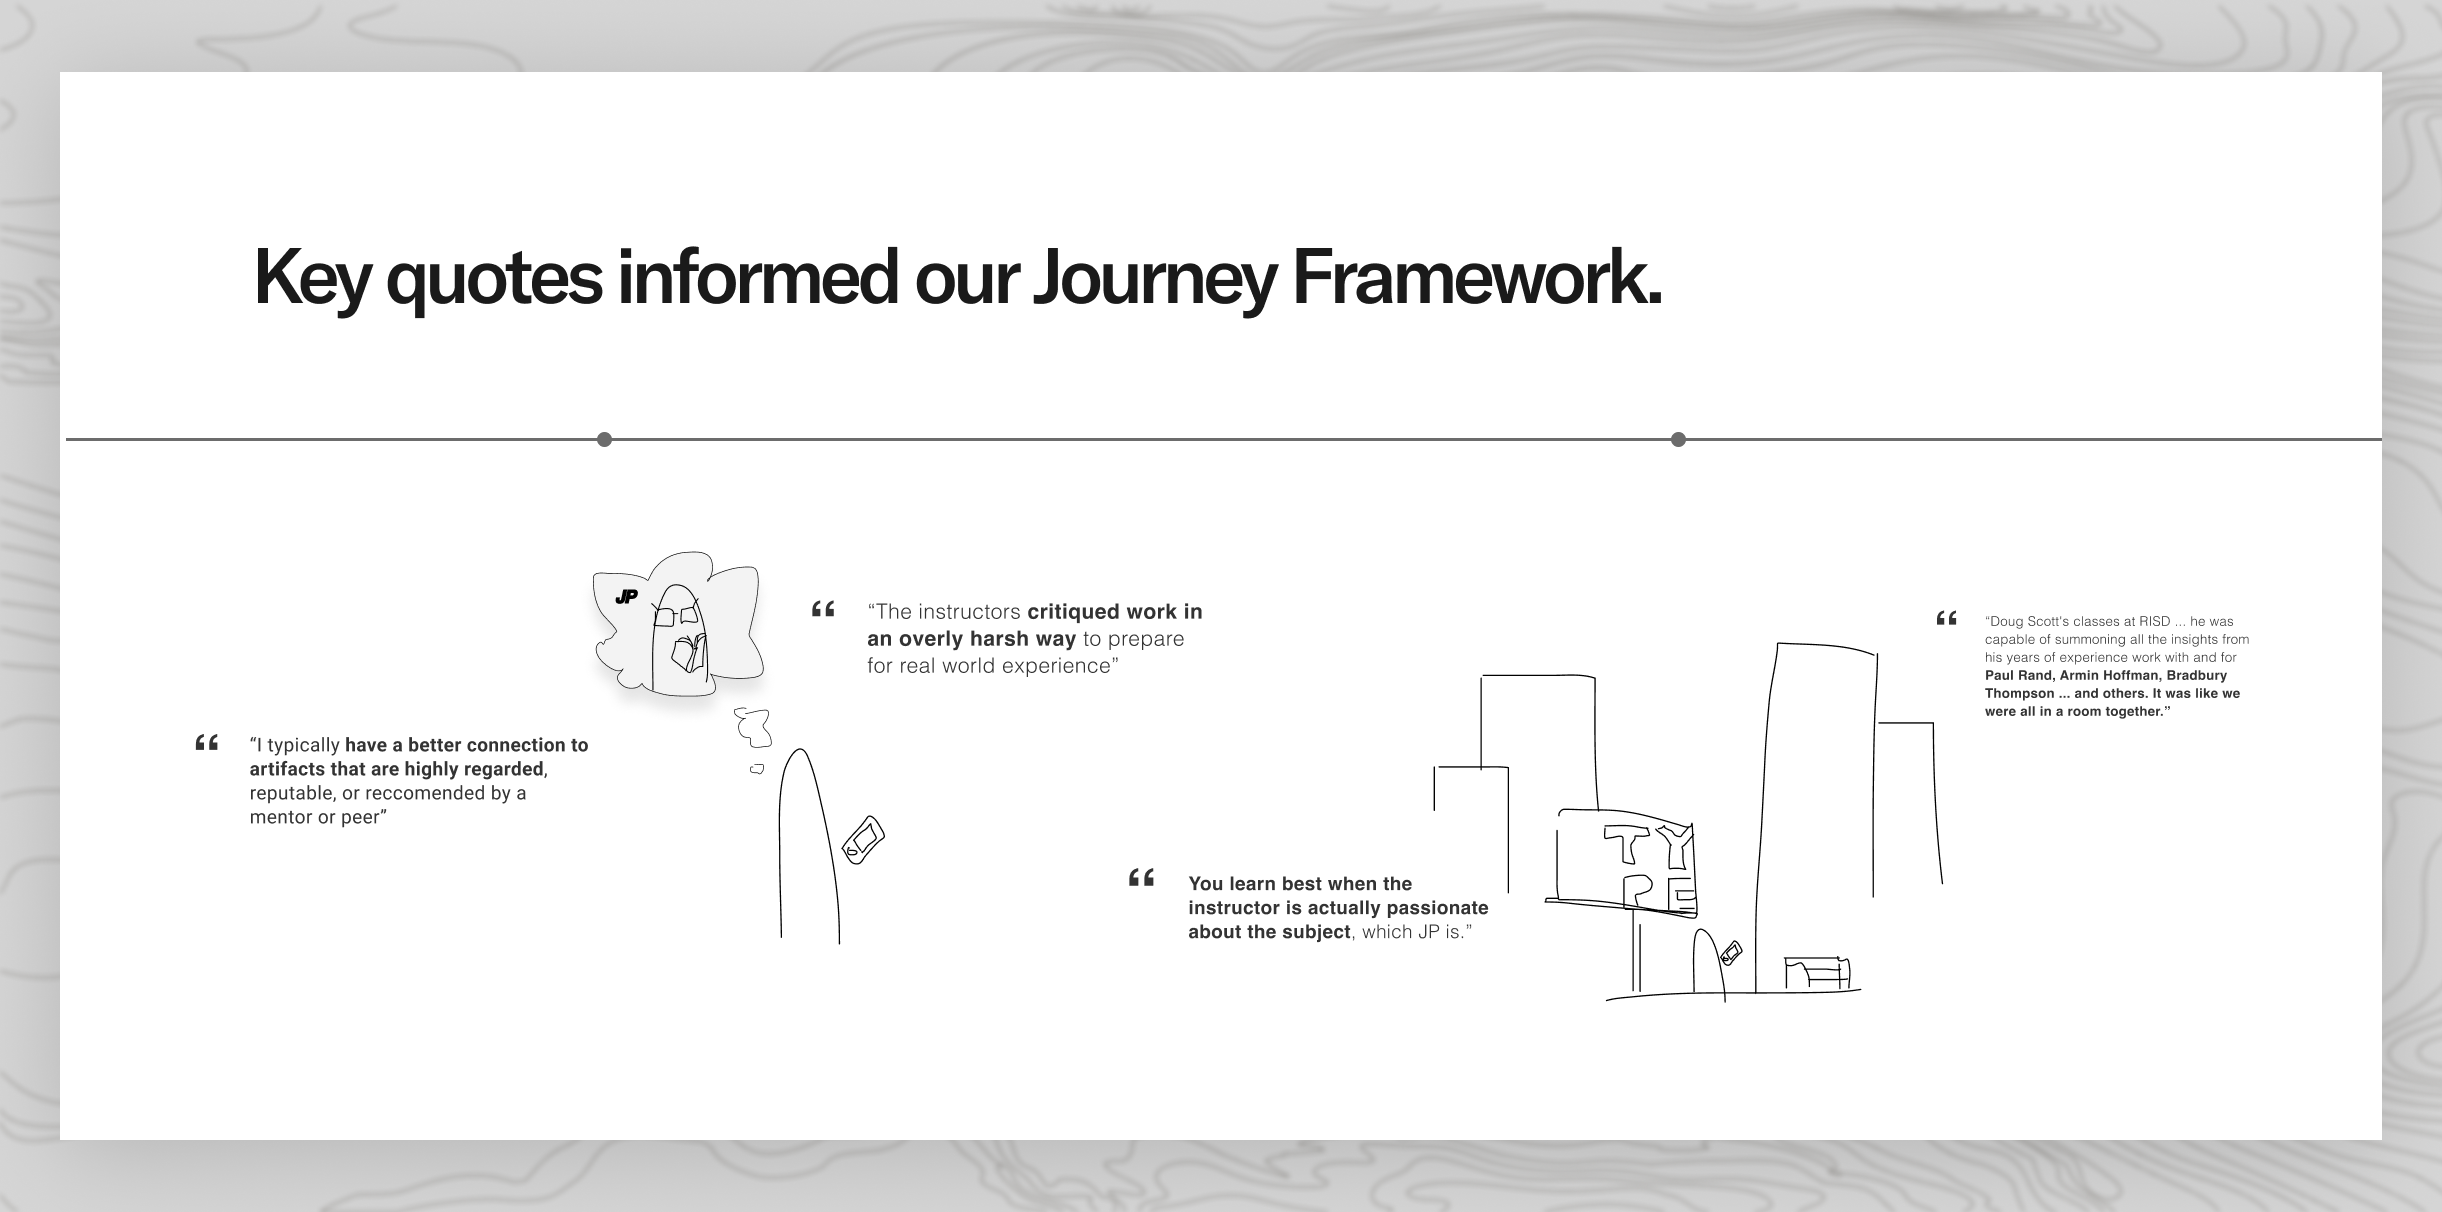 Key quotes informed our Journey Framework.
JP
“
“The instructors critiqued work in
an overly harsh way to prepare
for real world experience”
“
“I typically have a better connection to
artifacts that are highly regarded,
reputable, or reccomended by a
mentor or peer”
“
You learn best when the
instructor is actually passionate
about the subject, which JP is.”
TY
PE
“
“Doug Scott's classes at RISD ... he was
capable of summoning all the insights from
his years of experience work with and for
Paul Rand, Armin Hoffman, Bradbury
Thompson ... and others. It was like we
were all in a room together.”